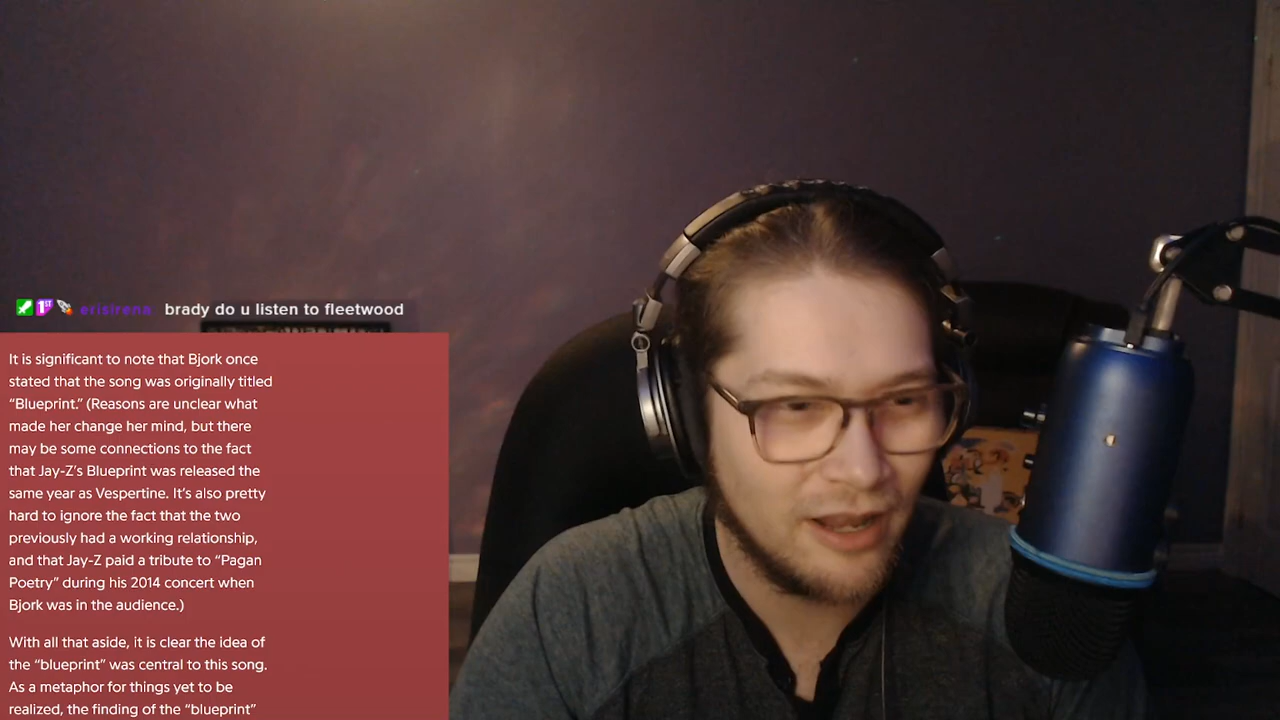 1ST erisirena brady do u listen to fleetwood
It is significant to note that Bjork once
stated that the song was originally titled
“Blueprint.” (Reasons are unclear what
made her change her mind, but there
may be some connections to the fact
that Jay-Z’s Blueprint was released the
same year as Vespertine. It’s also pretty
hard to ignore the fact that the two
previously had a working relationship,
and that Jay-Z paid a tribute to “Pagan
Poetry” during his 2014 concert when
Bjork was in the audience.)
With all that aside, it is clear the idea of
the “blueprint” was central to this song.
As a metaphor for things yet to be
realized, the finding of the “blueprint”